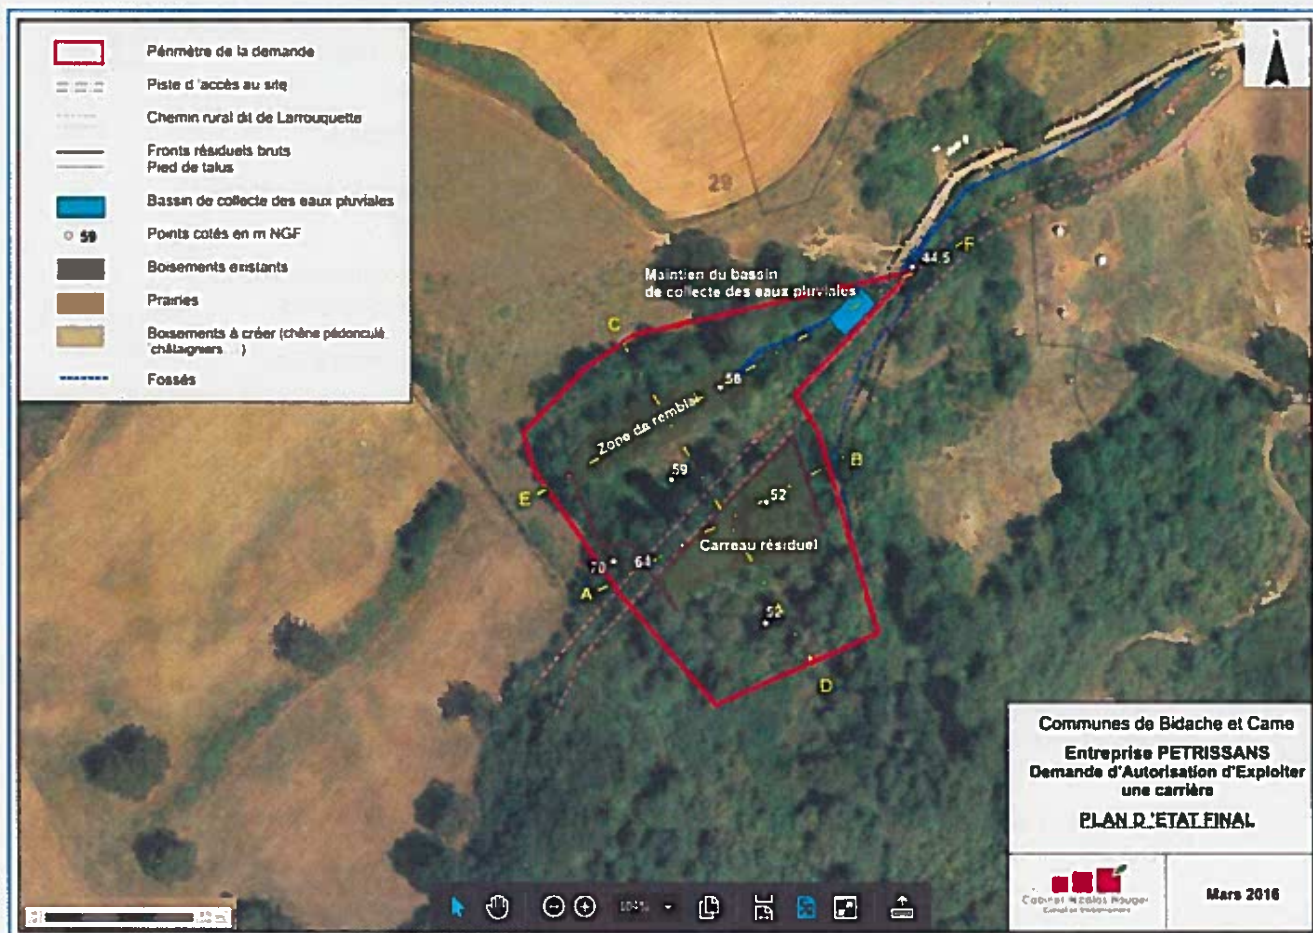 Périmètre de la demande
Piste d'accès au site
Chemin rural dit de Larrouquette
Fronts résiduels bruts
Pied de talus
Bassin de collecte des eaux pluviales
59 Points cotés en m NGF
Boisements existants
Prairies
Boisements à créer (chêne pédonculé,
châtaigniers )
Fossés
29
44.5
F
Maintien du bassin
de collecte des eaux pluviales
C
58
Zone de remblai
59
B
E
52
Carreau résiduel
70
64
A
52
D
Communes de Bidache et Came
Entreprise PETRISSANS
Demande d'Autorisation d'Exploiter
une carrière
PLAN D 'ETAT FINAL
Cabinet Nicolas Nouger
Mars 2016